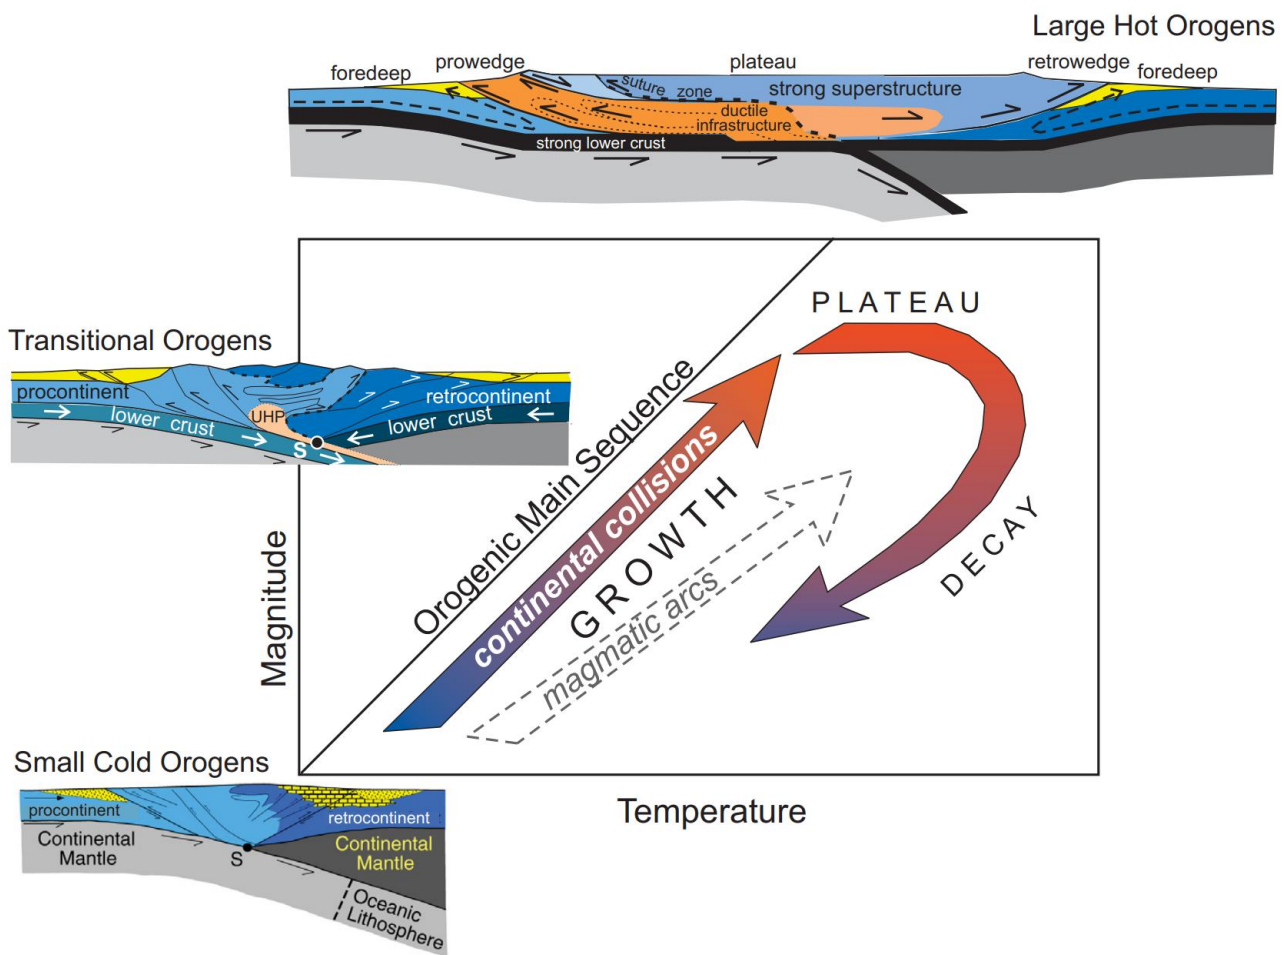 Large Hot Orogens
foredeep
prowedge
plateau
retrowedge
foredeep
suture zone
strong superstructure
ductile
infrastructure
strong lower crust
PLATEAU
Transitional Orogens
procontinent
retrocontinent
UHP
lower crust
lower crust
S
Orogenic Main Sequence
continental collisions
GROWTH
magmatic arcs
DECAY
Magnitude
Temperature
Small Cold Orogens
procontinent
retrocontinent
Continental
Mantle
Continental
Mantle
S
Oceanic
Lithosphere